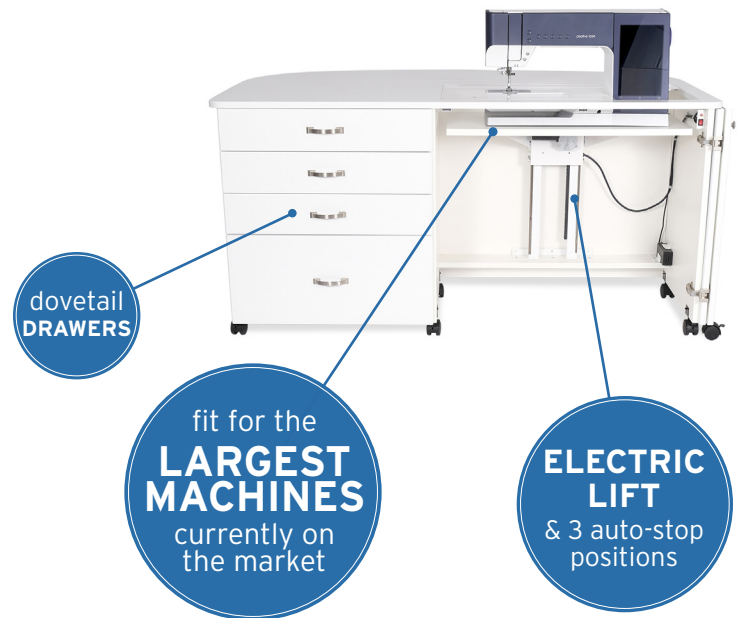 dovetail
DRAWERS
fit for the
LARGEST
MACHINES
currently on
the market
ELECTRIC
LIFT
& 3 auto-stop
positions